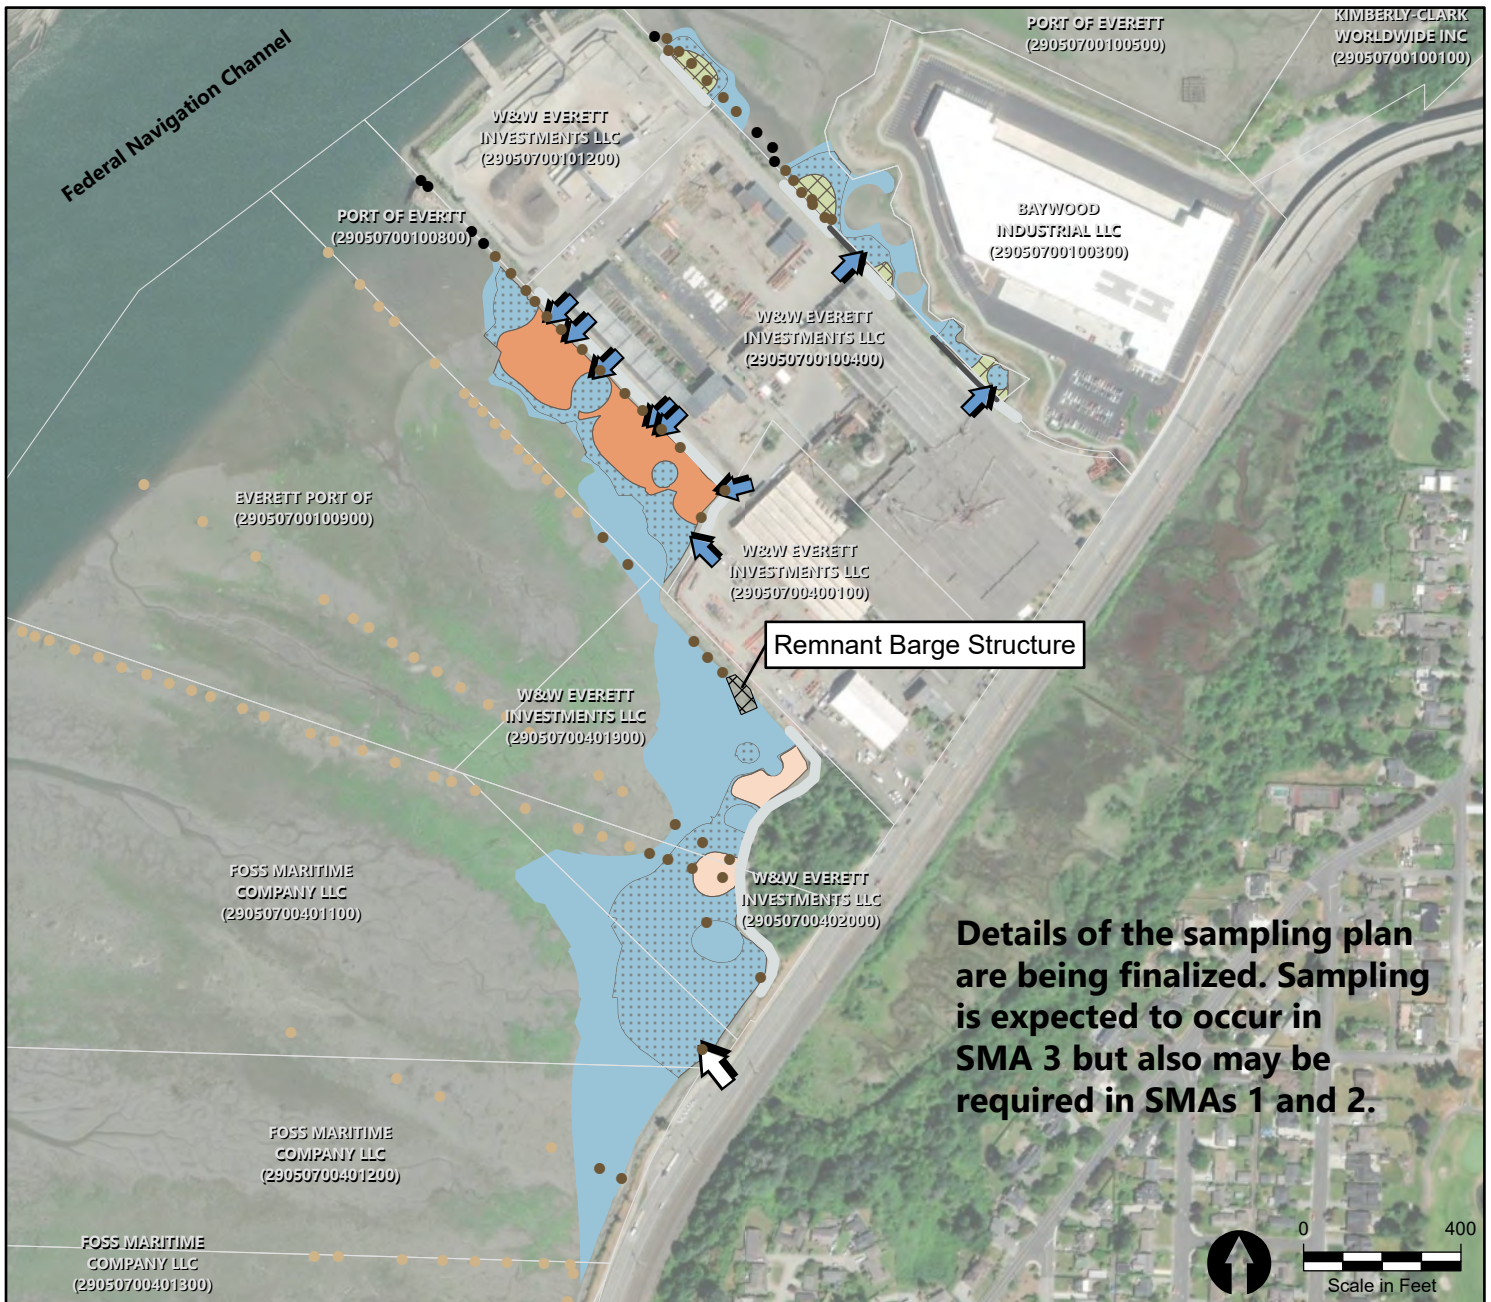 PORT OF EVERETT
(29050700100500)
KIMBERLY-CLARK
WORLDWIDE INC
(29050700100100)
Federal Navigation Channel
W&W EVERETT
INVESTMENTS LLC
(29050700101200)
PORT OF EVERTT
(29050700100800)
BAYWOOD
INDUSTRIAL LLC
(29050700100300)
W&W EVERETT
INVESTMENTS LLC
(29050700100400)
EVERETT PORT OF
(29050700100900)
W&W EVERETT
INVESTMENTS LLC
(29050700400100)
Remnant Barge Structure
W&W EVERETT
INVESTMENTS LLC
(29050700401900)
FOSS MARITIME
COMPANY LLC
(29050700401100)
W&W EVERETT
INVESTMENTS LLC
(29050700402000)
Details of the sampling plan
are being finalized. Sampling
is expected to occur in
SMA 3 but also may be
required in SMAs 1 and 2.
FOSS MARITIME
COMPANY LLC
(29050700401200)
FOSS MARITIME
COMPANY LLC
(29050700401300)
0 400
Scale in Feet